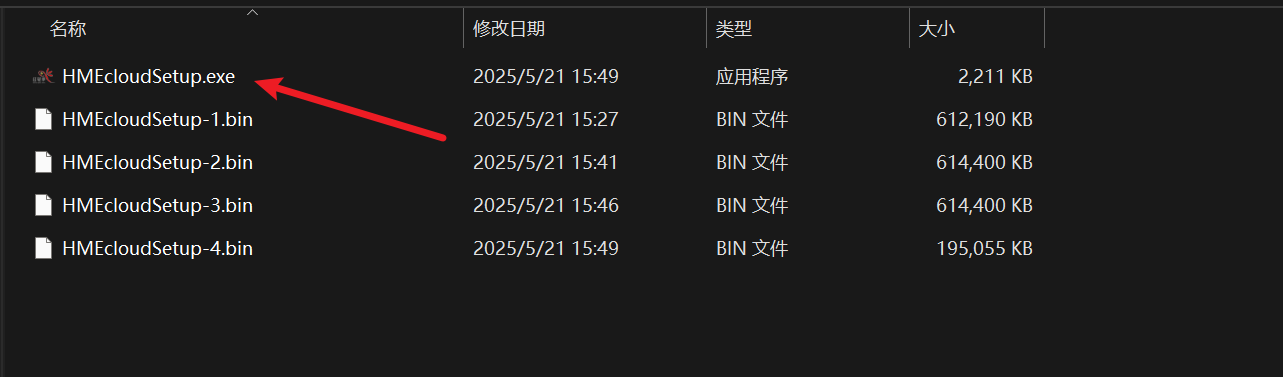 名称 修改日期 类型 大小
HMEcloudSetup.exe 2025/5/21 15:49 应用程序 2,211 KB
HMEcloudSetup-1.bin 2025/5/21 15:27 BIN 文件 612,190 KB
HMEcloudSetup-2.bin 2025/5/21 15:41 BIN 文件 614,400 KB
HMEcloudSetup-3.bin 2025/5/21 15:46 BIN 文件 614,400 KB
HMEcloudSetup-4.bin 2025/5/21 15:49 BIN 文件 195,055 KB